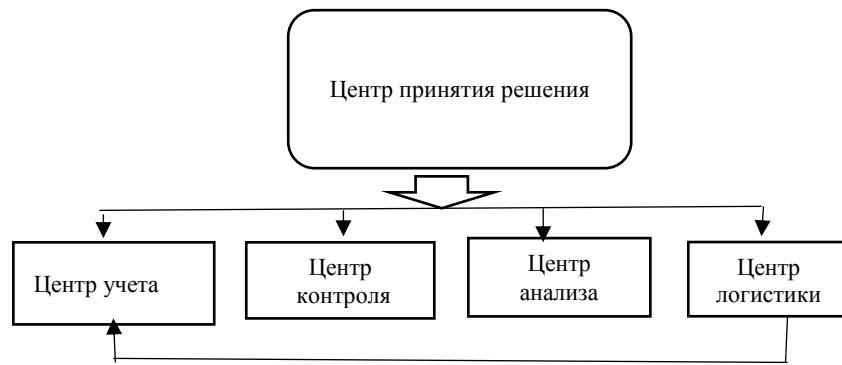 Центр принятия решения
Центр учета
Центр
контроля
Центр
анализа
Центр
логистики